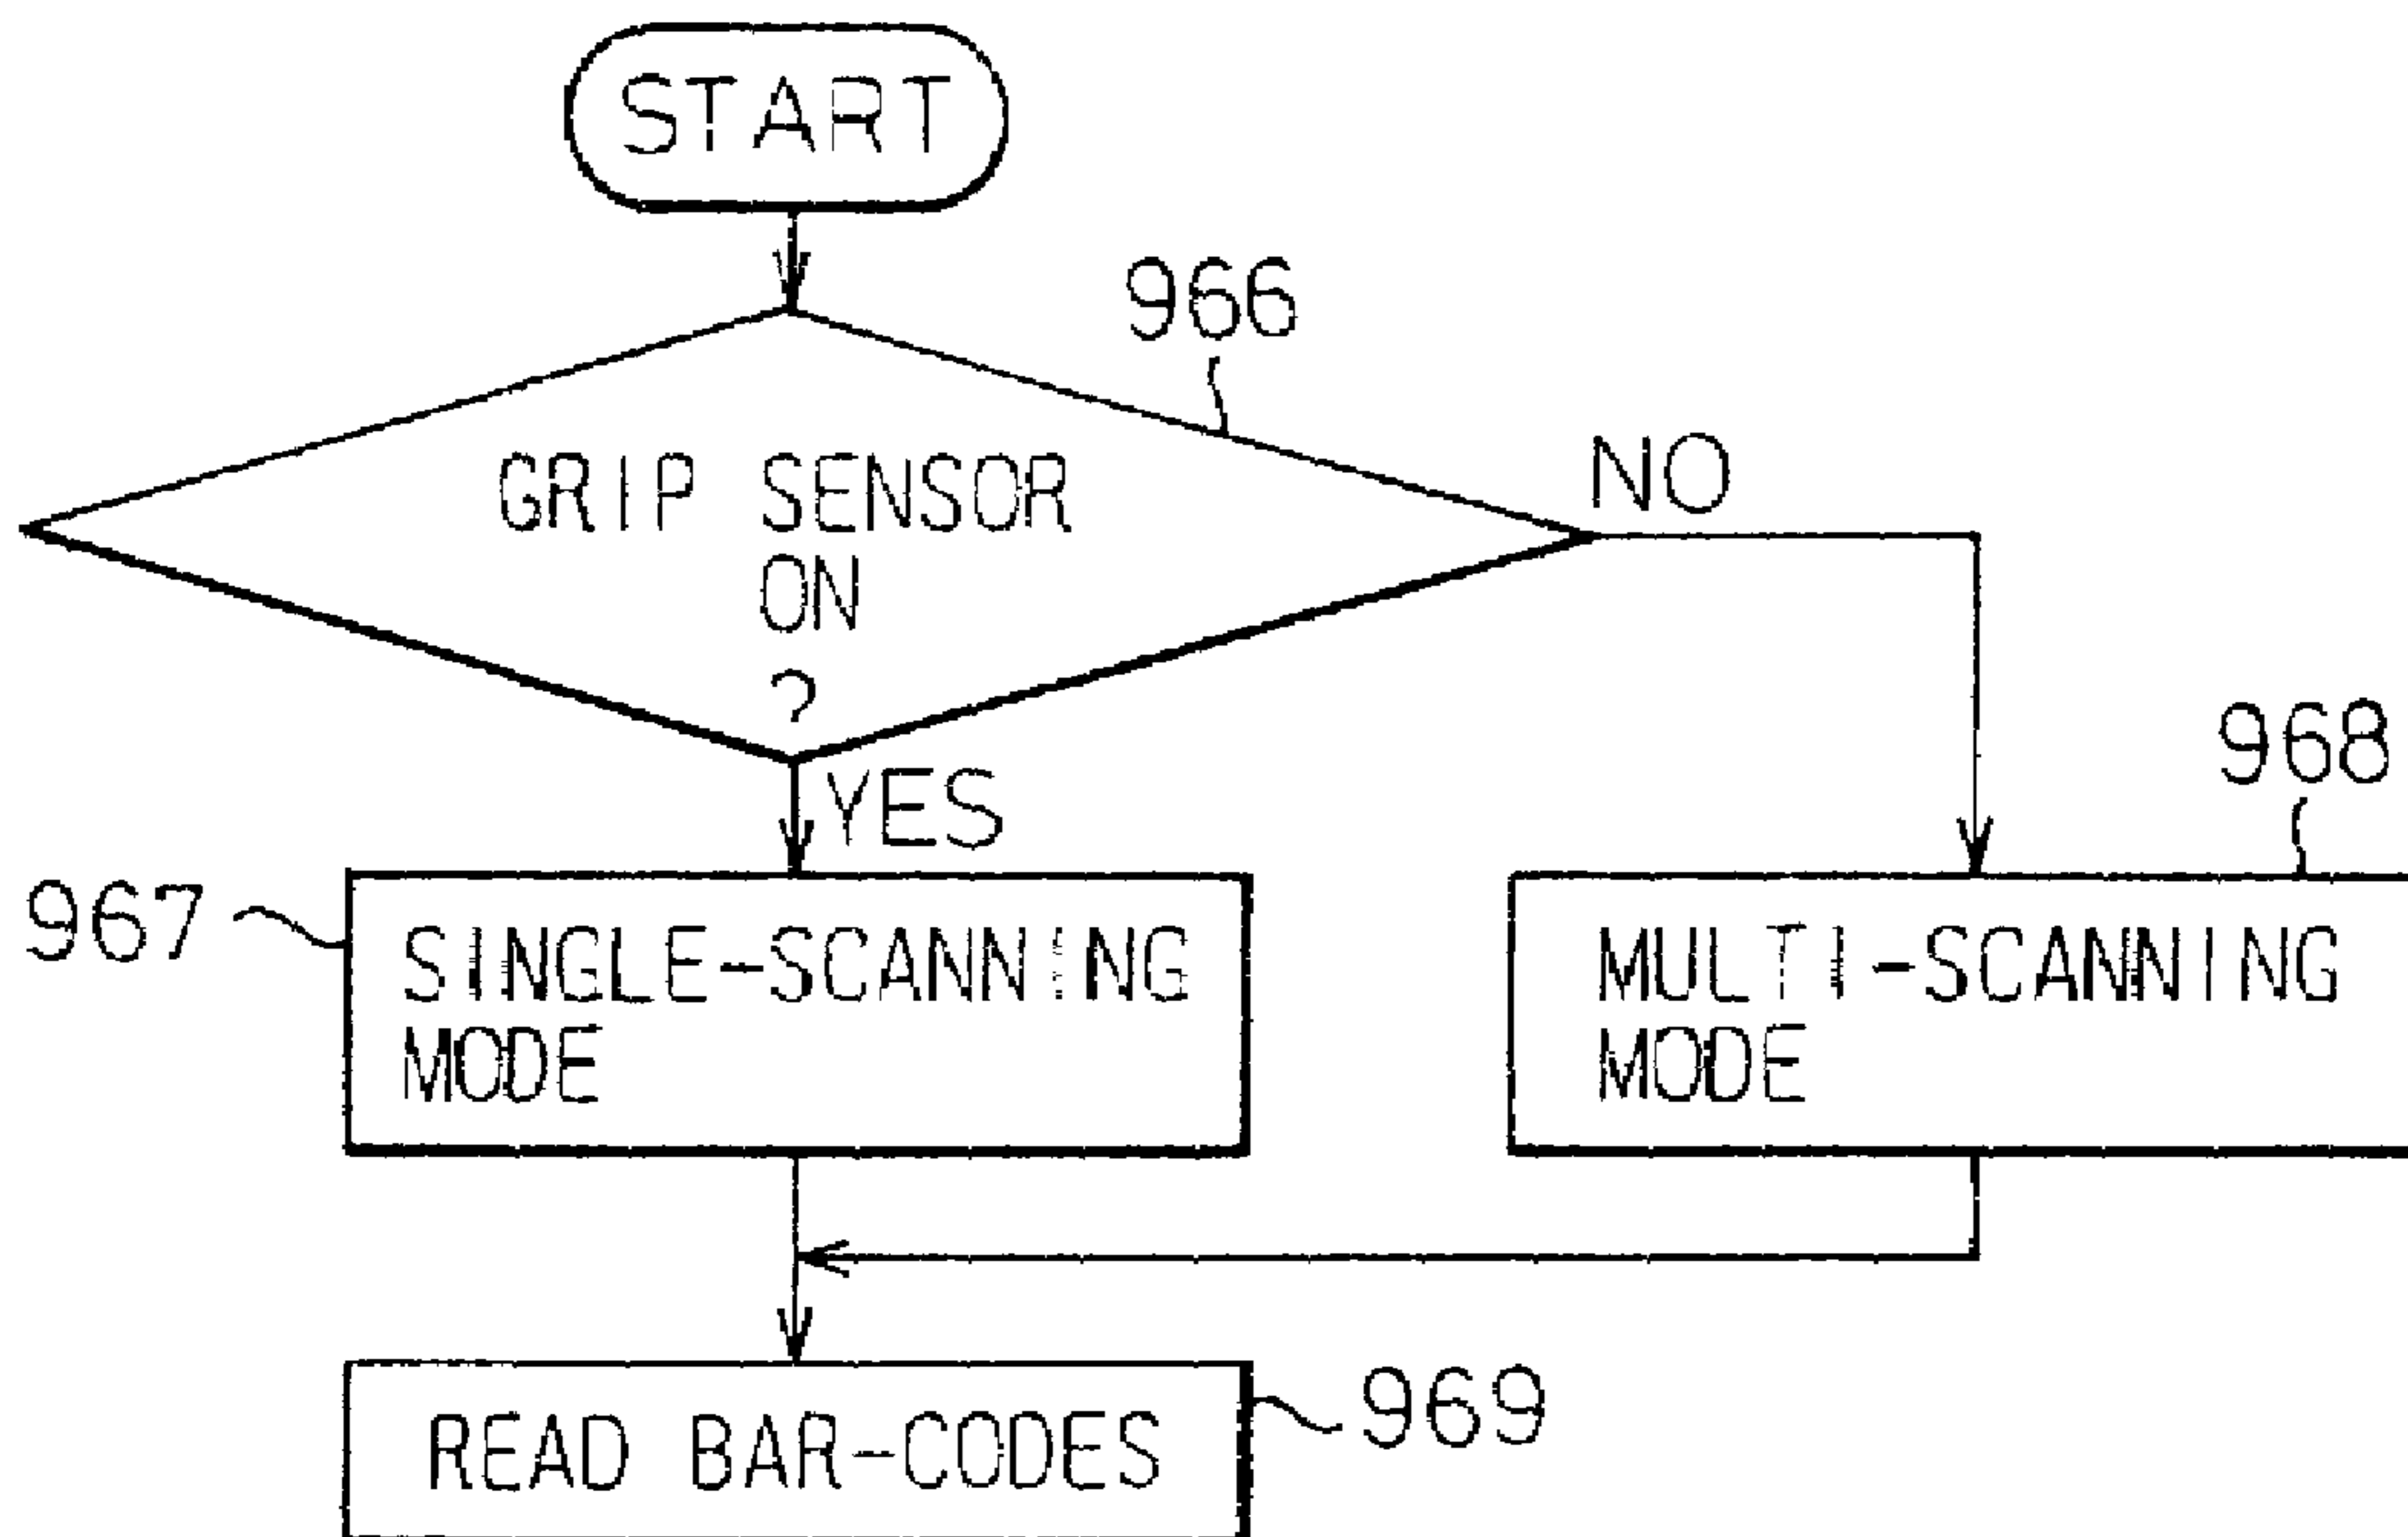 START
966
GRIP SENSOR
ON
?
NO
YES
968
967
SINGLE-SCANNING
MODE
MULTI-SCANNING
MODE
READ BAR-CODES
969